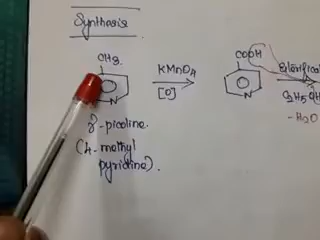 Synthesis
CH3.
KMnO4
[O]
N
COOH
N
C2H5OH
-H2O
γ-picoline.
(4-methyl
pyridine).